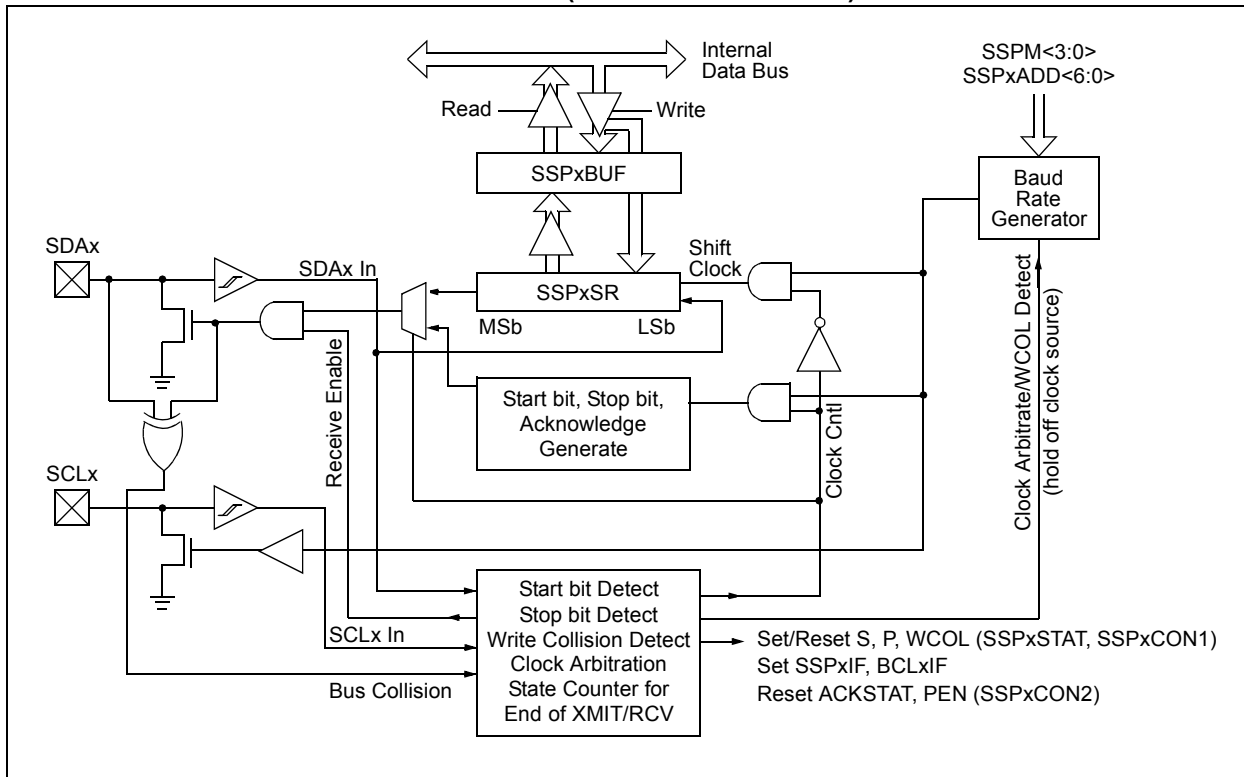 Internal
Data Bus
SSPM<3:0>
SSPxADD<6:0>
Read
Write
SSPxBUF
Baud
Rate
Generator
SDAx
SDAx In
Shift
Clock
SSPxSR
MSb
LSb
Receive Enable
Start bit, Stop bit,
Acknowledge
Generate
Clock Cntl
Clock Arbitrate/WCOL Detect
(hold off clock source)
SCLx
SCLx In
Bus Collision
Start bit Detect
Stop bit Detect
Write Collision Detect
Clock Arbitration
State Counter for
End of XMIT/RCV
Set/Reset S, P, WCOL (SSPxSTAT, SSPxCON1)
Set SSPxIF, BCLxIF
Reset ACKSTAT, PEN (SSPxCON2)